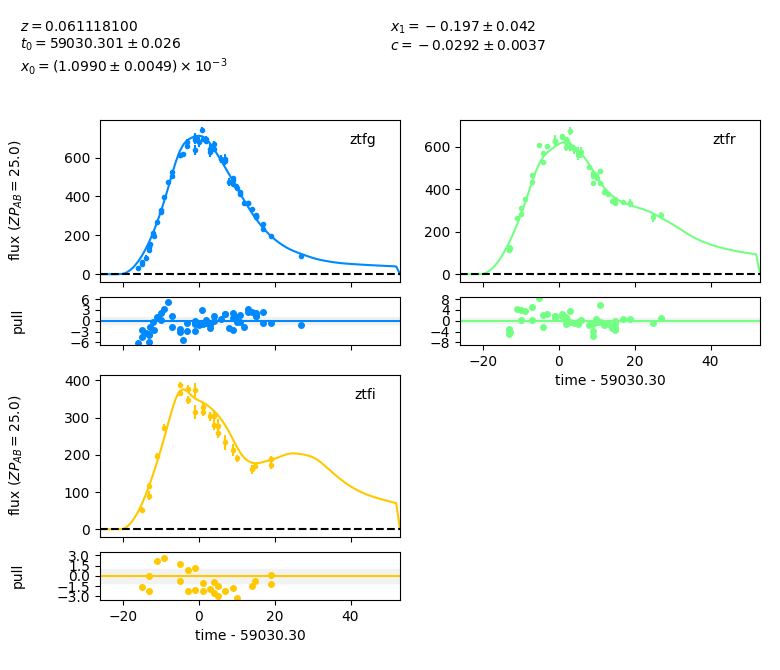 z = 0.061118100
t₀ = 59030.301 ± 0.026
x₀ = (1.0990 ± 0.0049) × 10⁻³
x₁ = −0.197 ± 0.042
c = −0.0292 ± 0.0037
flux (ZP_AB = 25.0)
600
400
200
0
ztfg
600
400
200
0
ztfr
pull
6
3
0
−3
−6
8
4
0
−4
−8
−20
0
20
40
time - 59030.30
flux (ZP_AB = 25.0)
400
300
200
100
0
ztfi
pull
3.0
1.5
0.0
−1.5
−3.0
−20
0
20
40
time - 59030.30